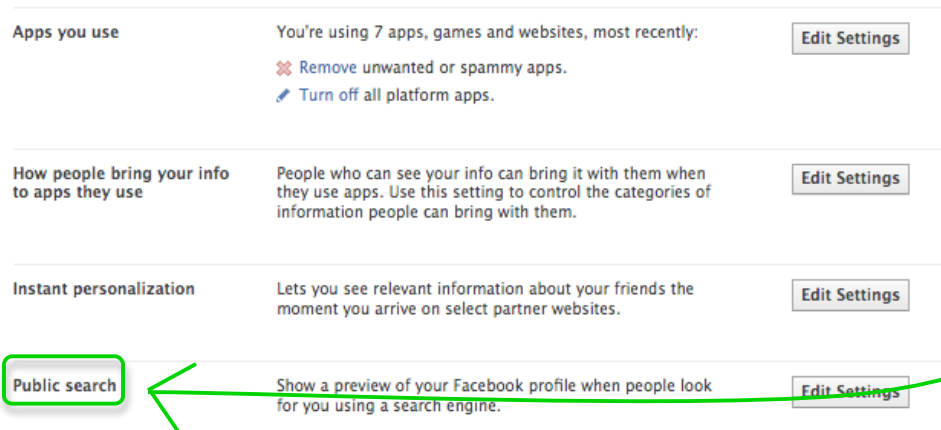 Apps you use
You're using 7 apps, games and websites, most recently:
Edit Settings
Remove unwanted or spammy apps.
Turn off all platform apps.
How people bring your info
to apps they use
People who can see your info can bring it with them when
they use apps. Use this setting to control the categories of
information people can bring with them.
Edit Settings
Instant personalization
Lets you see relevant information about your friends the
moment you arrive on select partner websites.
Edit Settings
Public search
Show a preview of your Facebook profile when people look
for you using a search engine.
Edit Settings